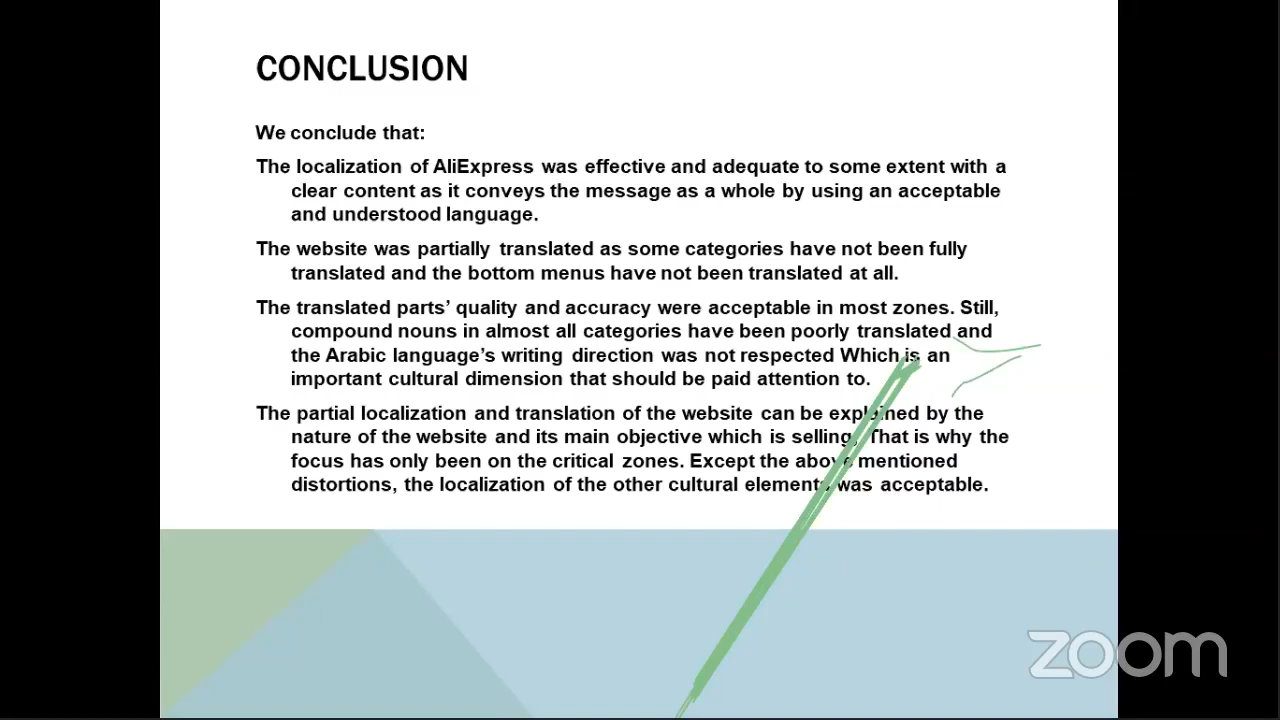 CONCLUSION
We conclude that:
The localization of AliExpress was effective and adequate to some extent with a
clear content as it conveys the message as a whole by using an acceptable
and understood language.
The website was partially translated as some categories have not been fully
translated and the bottom menus have not been translated at all.
The translated parts’ quality and accuracy were acceptable in most zones. Still,
compound nouns in almost all categories have been poorly translated and
the Arabic language’s writing direction was not respected Which is an
important cultural dimension that should be paid attention to.
The partial localization and translation of the website can be explained by the
nature of the website and its main objective which is selling. That is why the
focus has only been on the critical zones. Except the above mentioned
distortions, the localization of the other cultural elements was acceptable.
zoom